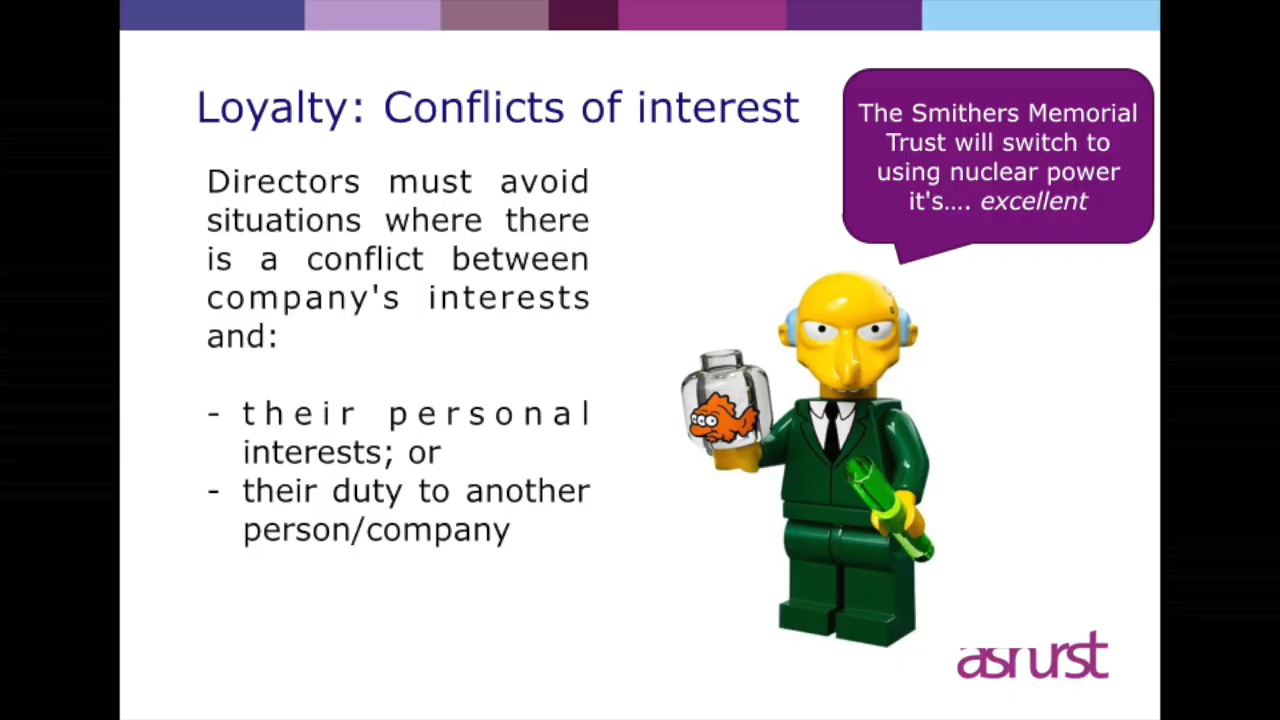 Loyalty: Conflicts of interest
The Smithers Memorial
Trust will switch to
using nuclear power
it's.... excellent
Directors must avoid
situations where there
is a conflict between
company's interests
and:
- their personal
interests; or
- their duty to another
person/company
ashurst